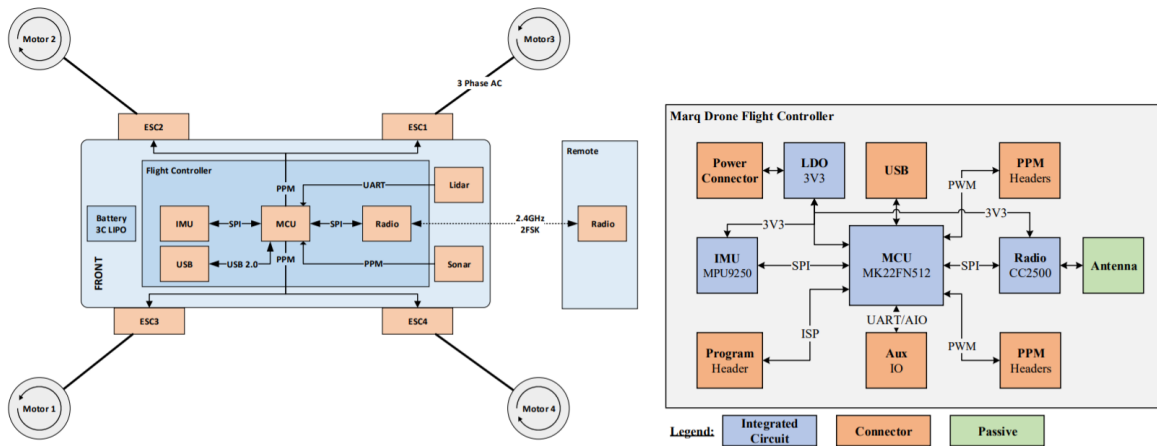 Motor 2
Motor3
3 Phase AC
ESC2
ESC1
Flight Controller
PPM
UART
Lidar
Battery
3C LIPO
IMU
SPI
MCU
SPI
Radio
2.4GHz
2FSK
USB
USB 2.0
PPM
PPM
Sonar
FRONT
ESC3
ESC4
Motor 1
Motor 4
Remote
Radio
Marq Drone Flight Controller
Power
Connector
LDO
3V3
USB
PPM
Headers
PWM
3V3
3V3
IMU
MPU9250
SPI
MCU
MK22FN512
SPI
Radio
CC2500
Antenna
UART/AIO
ISP
PWM
Program
Header
Aux
IO
PPM
Headers
Legend:
Integrated
Circuit
Connector
Passive